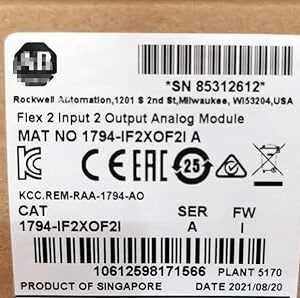 *SN 85312612*
Rockwell Automation,1201 S 2nd St,Milwaukee, WI53204,USA
Flex 2 Input 2 Output Analog Module
MAT NO 1794-IF2XOF2I A
CE EAC 25
KCC.REM-RAA-1794-AO
CAT SER FW
1794-IF2XOF2I A I
10612598171566 PLANT 5170
PRODUCT OF SINGAPORE DATE 2021/08/20